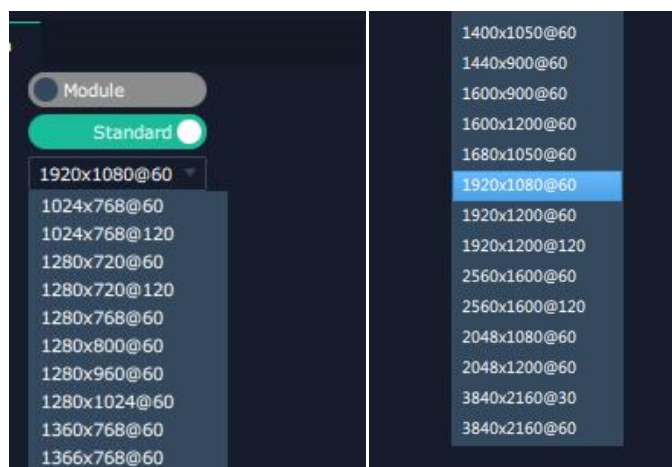 Module
Standard
1920x1080@60
1024x768@60
1024x768@120
1280x720@60
1280x720@120
1280x768@60
1280x800@60
1280x960@60
1280x1024@60
1360x768@60
1366x768@60
1400x1050@60
1440x900@60
1600x900@60
1600x1200@60
1680x1050@60
1920x1080@60
1920x1200@60
1920x1200@120
2560x1600@60
2560x1600@120
2048x1080@60
2048x1200@60
3840x2160@30
3840x2160@60